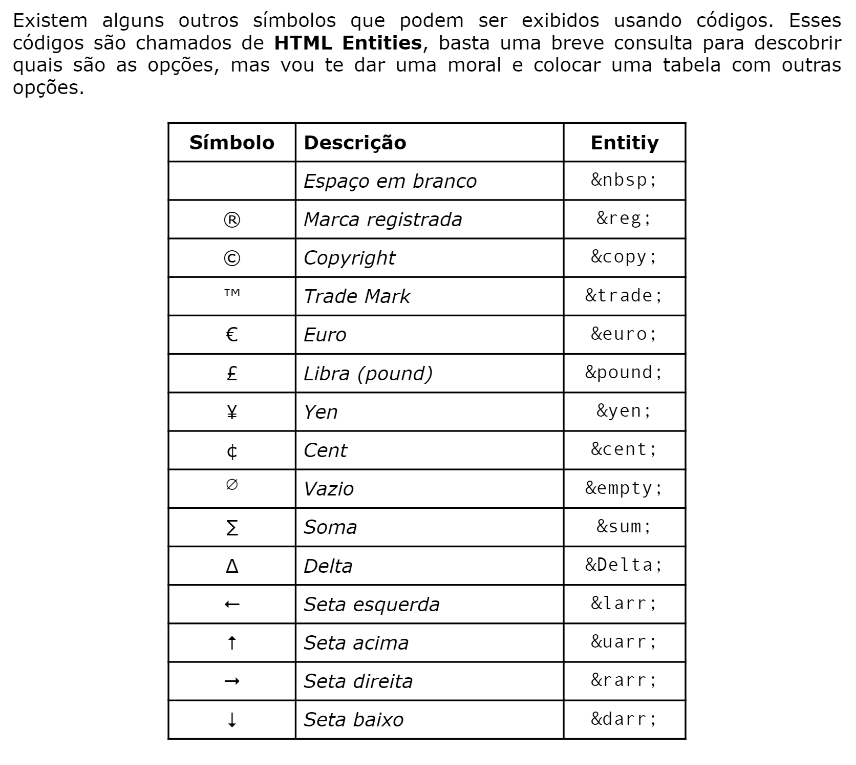 Existem alguns outros símbolos que podem ser exibidos usando códigos. Esses
códigos são chamados de HTML Entities, basta uma breve consulta para descobrir
quais são as opções, mas vou te dar uma moral e colocar uma tabela com outras
opções.
Símbolo Descrição Entitiy
Espaço em branco &nbsp;
® Marca registrada &reg;
© Copyright &copy;
™ Trade Mark &trade;
€ Euro &euro;
£ Libra (pound) &pound;
¥ Yen &yen;
¢ Cent &cent;
∅ Vazio &empty;
∑ Soma &sum;
Δ Delta &Delta;
← Seta esquerda &larr;
↑ Seta acima &uarr;
→ Seta direita &rarr;
↓ Seta baixo &darr;